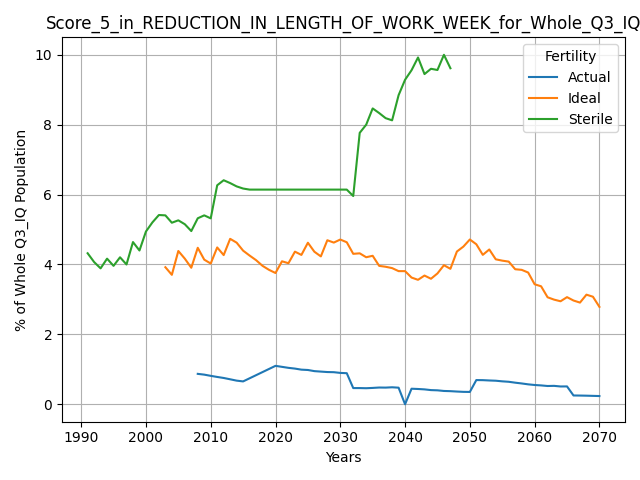 Score_5_in_REDUCTION_IN_LENGTH_OF_WORK_WEEK_for_Whole_Q3_IQ
Fertility
Actual
Ideal
Sterile
% of Whole Q3_IQ Population
10
8
6
4
2
0
1990 2000 2010 2020 2030 2040 2050 2060 2070
Years